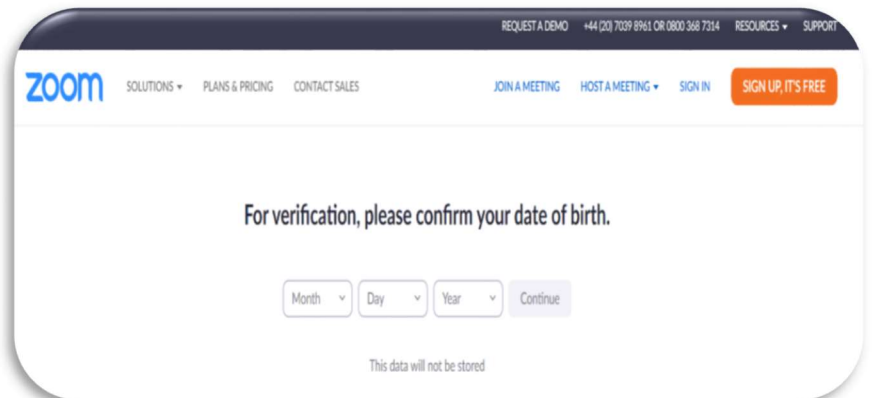 REQUEST A DEMO +44 (20) 7039 8961 OR 0800 368 7314 RESOURCES SUPPORT
zoom SOLUTIONS PLANS & PRICING CONTACT SALES JOIN A MEETING HOST A MEETING SIGN IN SIGN UP, IT'S FREE
For verification, please confirm your date of birth.
Month Day Year Continue
This data will not be stored